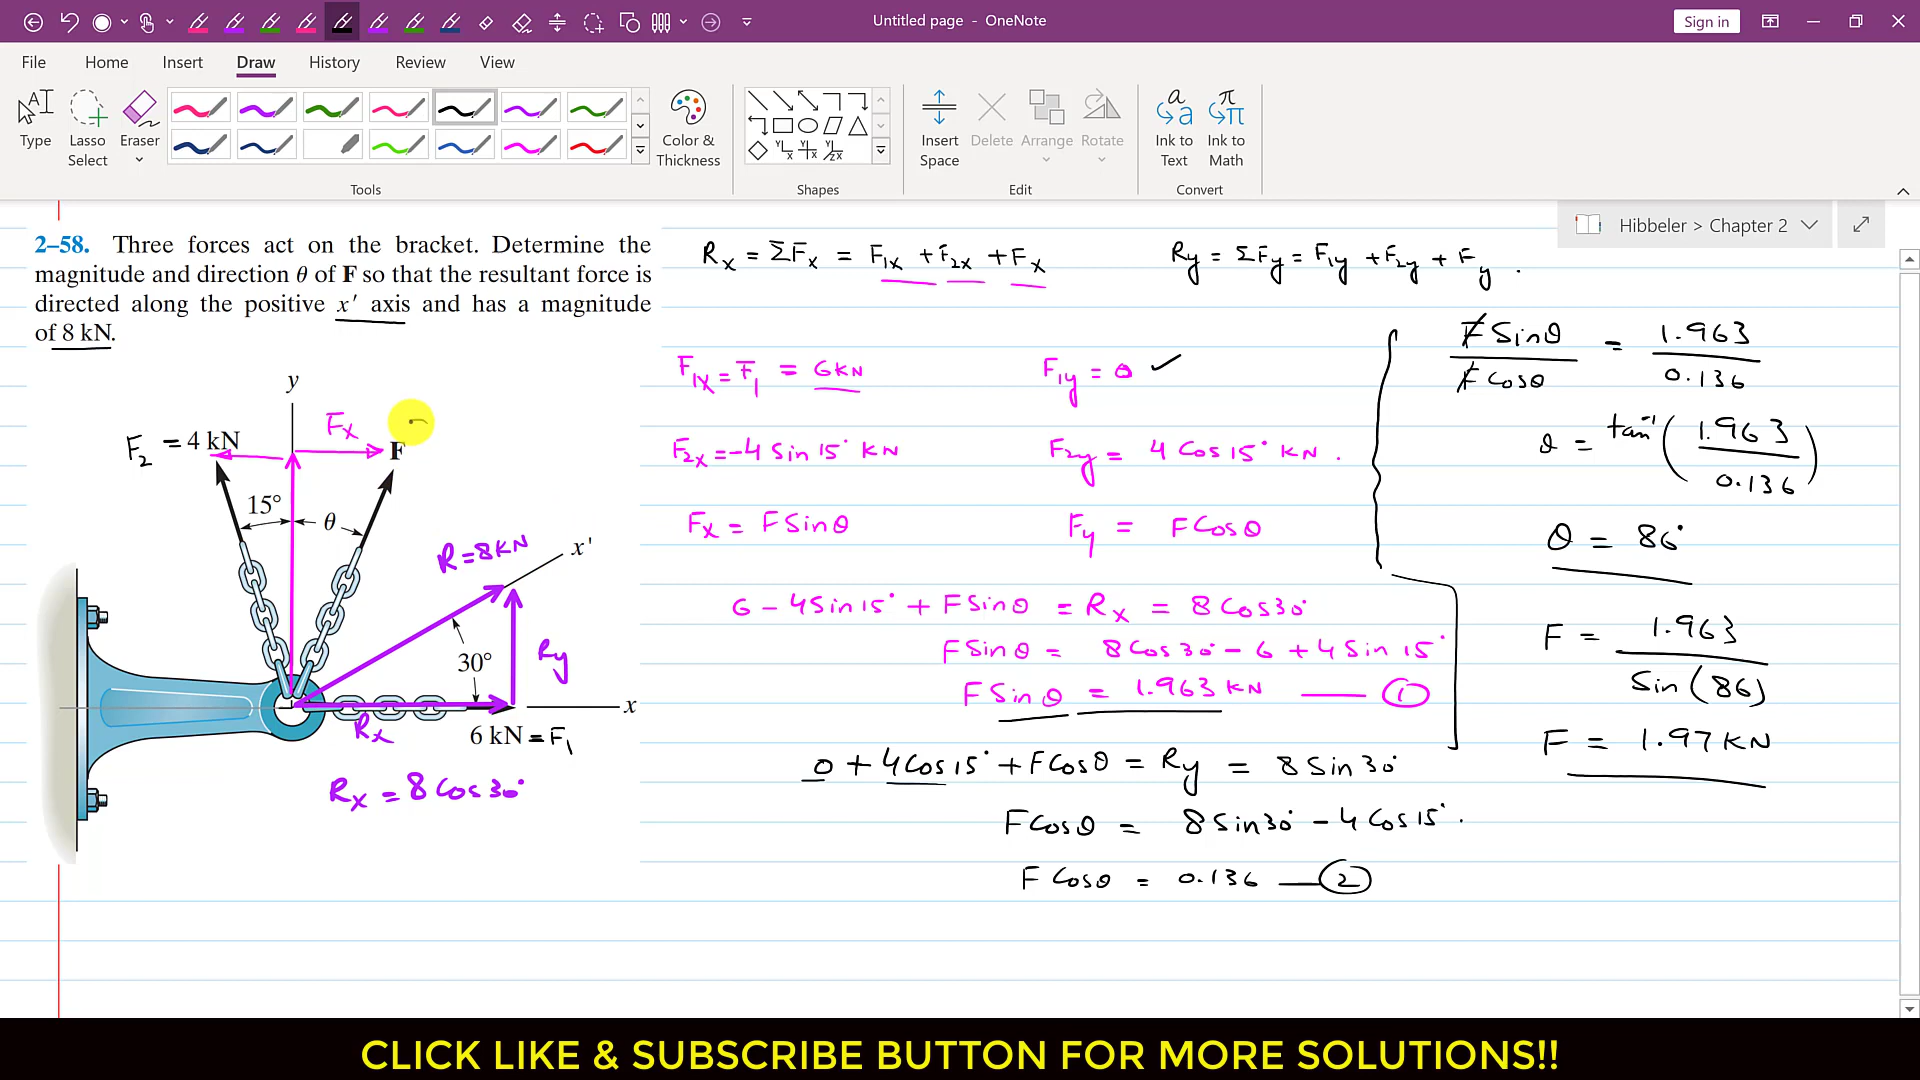 Untitled page - OneNote
Sign in
File Home Insert Draw History Review View
Type
Lasso Select
Eraser
Color & Thickness
Insert Space
Delete
Arrange
Rotate
Ink to Text
Ink to Math
Tools
Shapes
Edit
Convert
Hibbeler > Chapter 2
2–58. Three forces act on the bracket. Determine the
magnitude and direction θ of F so that the resultant force is
directed along the positive x′ axis and has a magnitude
of 8 kN.
y
Fx
F2 = 4 kN
F
15°
θ
R = 8KN
x′
30°
Ry
x
Rx
6 kN = F1
Rx = 8 Cos30°
Rx = ΣFx = F1x + F2x + Fx
Ry = ΣFy = F1y + F2y + Fy .
F1x = F1 = 6KN
F1y = 0 ✓
F2x = -4 Sin 15° KN
F2y = 4 Cos 15° KN .
Fx = F Sinθ
Fy = F Cosθ
6 - 4 Sin 15° + F Sinθ = Rx = 8 Cos30°
F Sinθ = 8 Cos30° - 6 + 4 Sin 15°
F Sinθ = 1.963 KN —— ①
0 + 4 Cos 15° + F Cosθ = Ry = 8 Sin 30°
F Cosθ = 8 Sin30° - 4 Cos 15° .
F Cosθ = 0.136 —— ②
F Sinθ / F Cosθ = 1.963 / 0.136
θ = tan⁻¹ ( 1.963 / 0.136 )
θ = 86°
F = 1.963 / Sin (86)
F = 1.97 KN
CLICK LIKE & SUBSCRIBE BUTTON FOR MORE SOLUTIONS!!